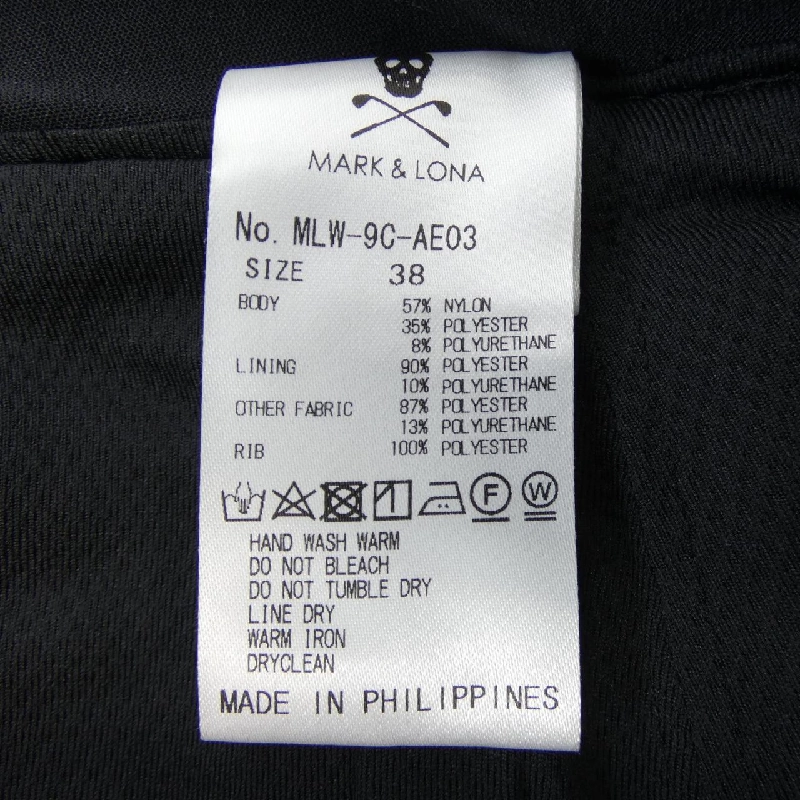 MARK & LONA
No. MLW-9C-AE03
SIZE 38
BODY 57% NYLON
35% POLYESTER
8% POLYURETHANE
LINING 90% POLYESTER
10% POLYURETHANE
OTHER FABRIC 87% POLYESTER
13% POLYURETHANE
RIB 100% POLYESTER
F W
HAND WASH WARM
DO NOT BLEACH
DO NOT TUMBLE DRY
LINE DRY
WARM IRON
DRYCLEAN
MADE IN PHILIPPINES